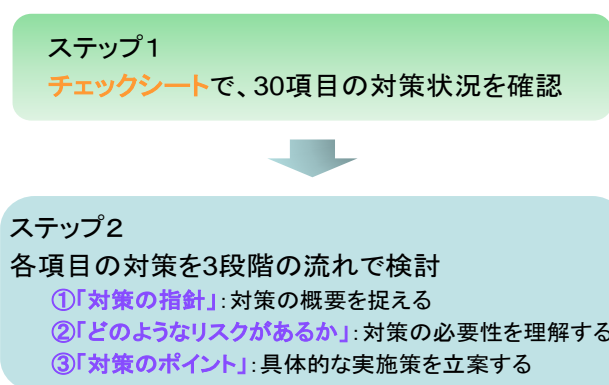 ステップ1
チェックシートで、30項目の対策状況を確認
ステップ2
各項目の対策を3段階の流れで検討
①「対策の指針」：対策の概要を捉える
②「どのようなリスクがあるか」：対策の必要性を理解する
③「対策のポイント」：具体的な実施策を立案する